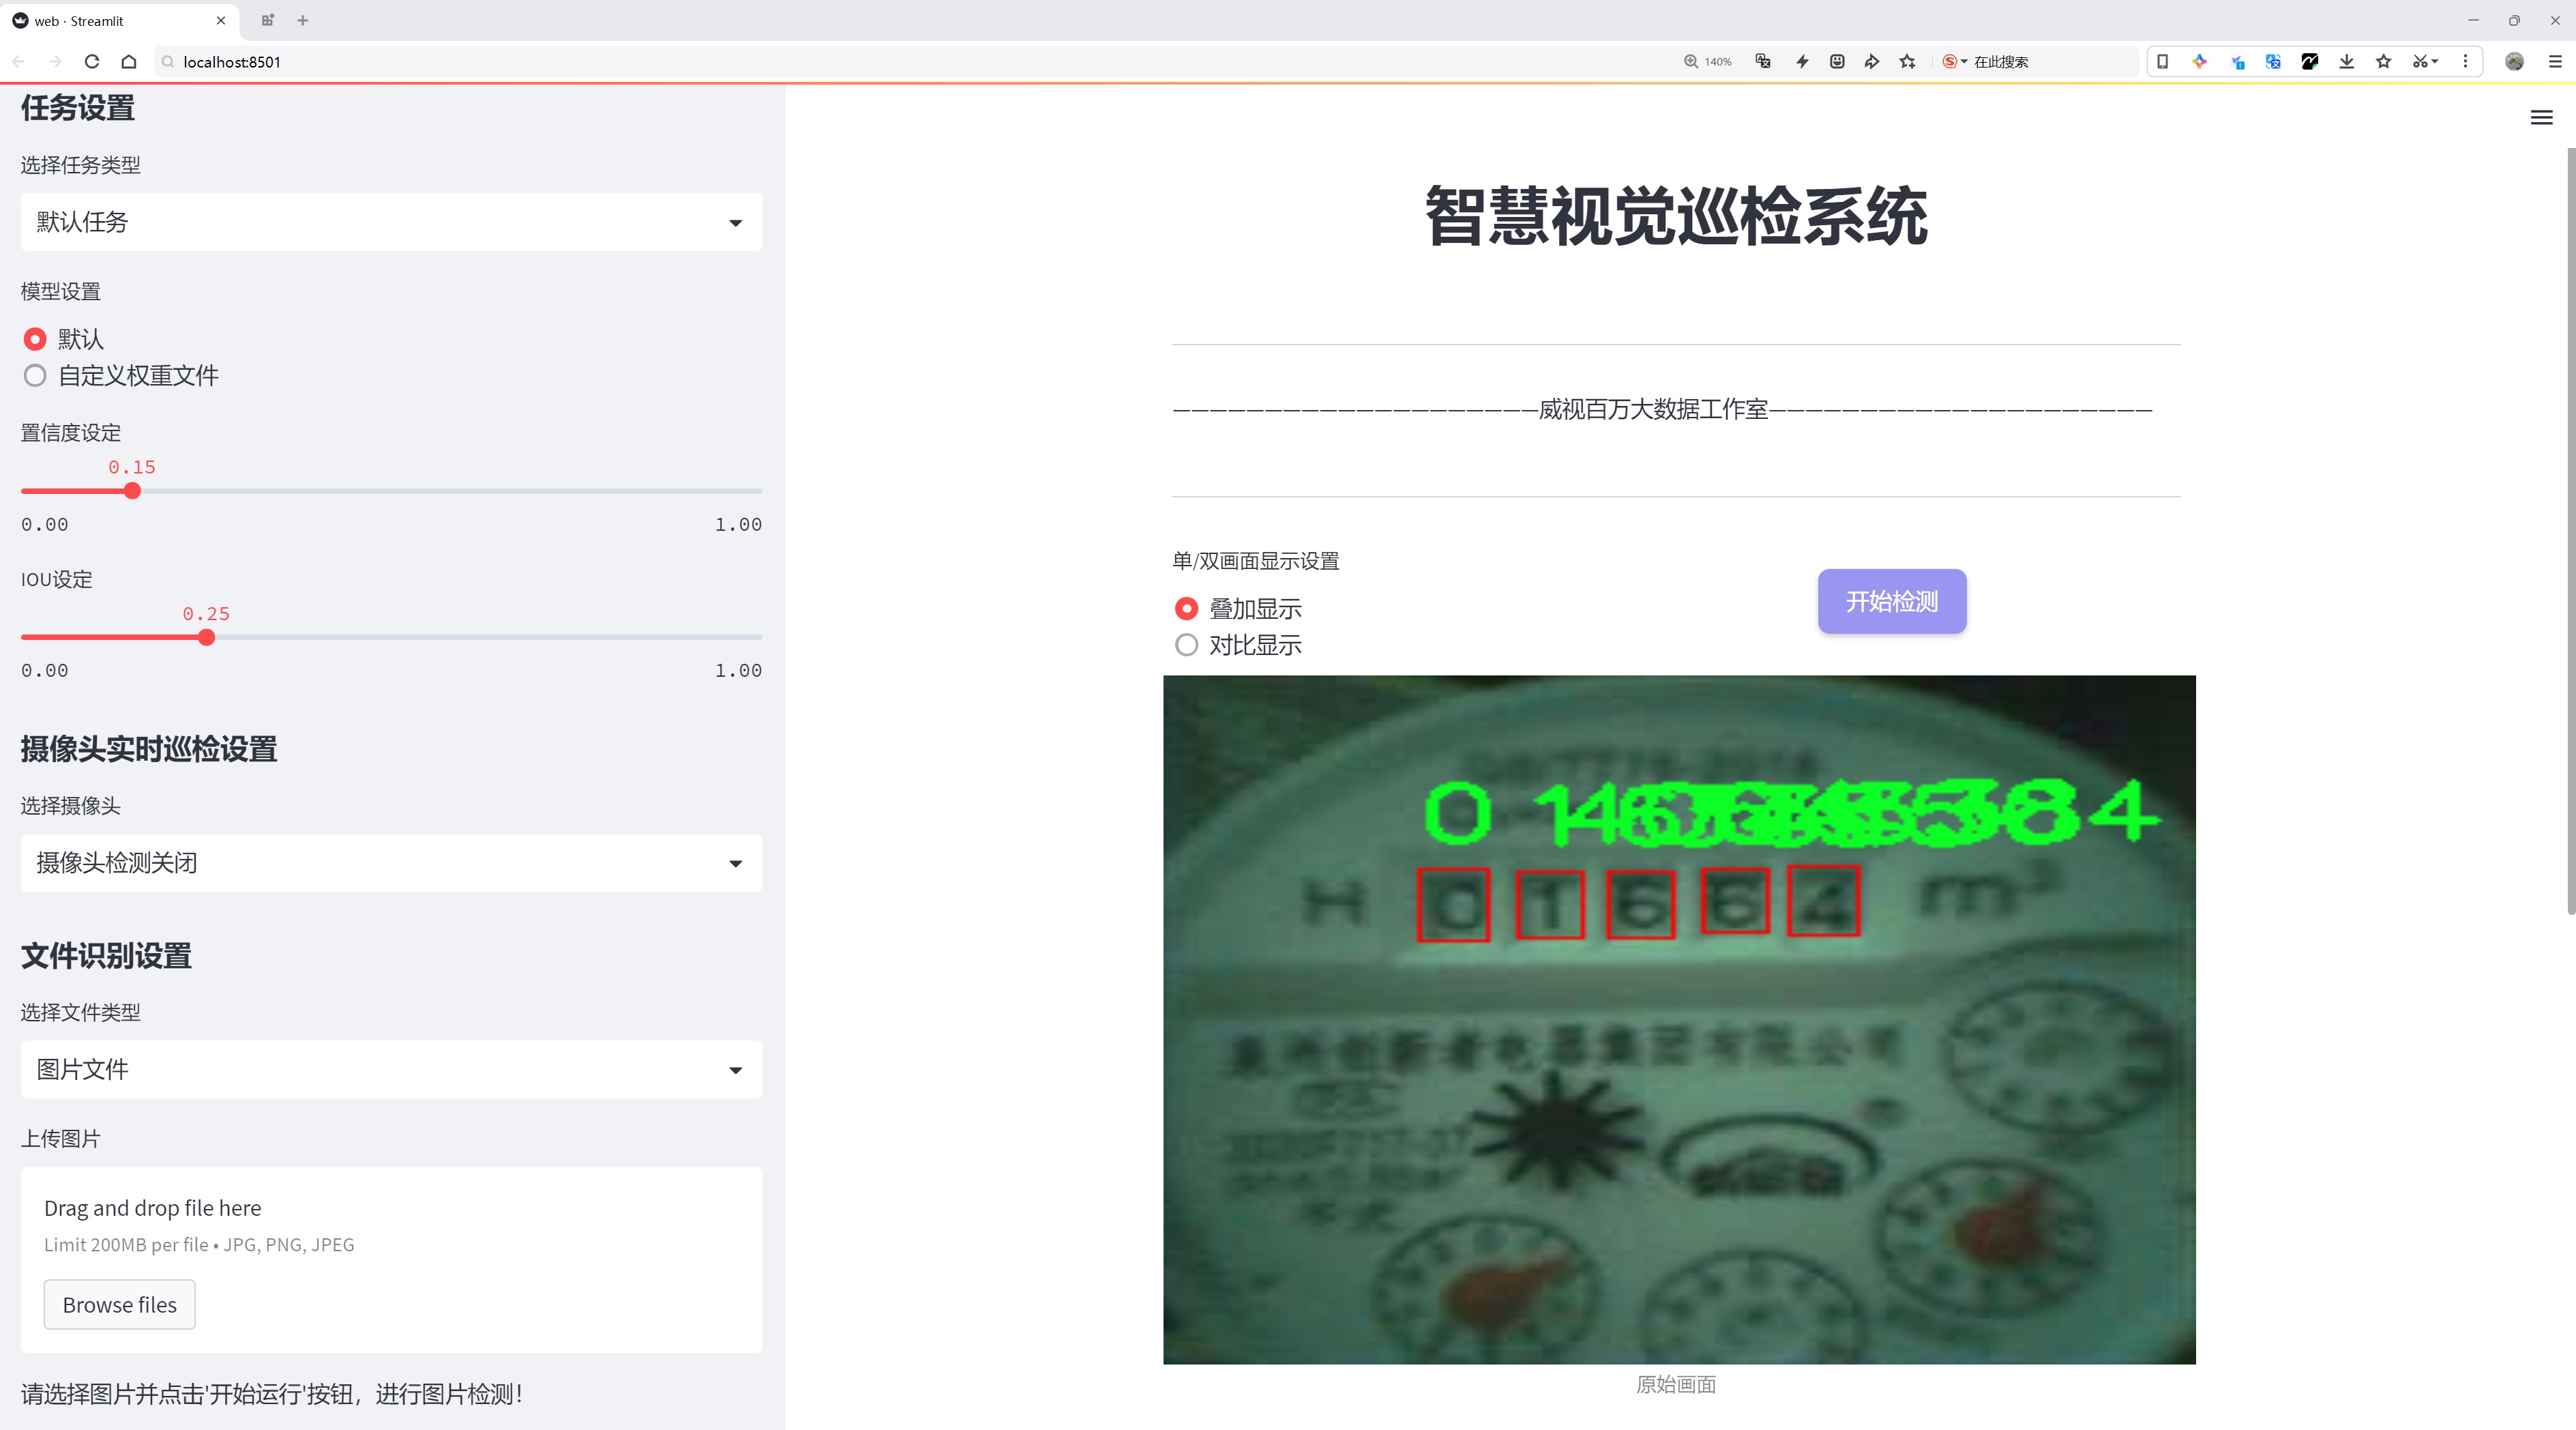 web · Streamlit
localhost:8501
140%
在此搜索
任务设置
选择任务类型
默认任务
模型设置
默认
自定义权重文件
置信度设定
0.15
0.00 1.00
IOU设定
0.25
0.00 1.00
摄像头实时巡检设置
选择摄像头
摄像头检测关闭
文件识别设置
选择文件类型
图片文件
上传图片
Drag and drop file here
Limit 200MB per file • JPG, PNG, JPEG
Browse files
请选择图片并点击'开始运行'按钮，进行图片检测！
智慧视觉巡检系统
————————————————————威视百万大数据工作室—————————————————————
单/双画面显示设置
叠加显示
对比显示
开始检测
H 0 1 6 6 4 m³
原始画面